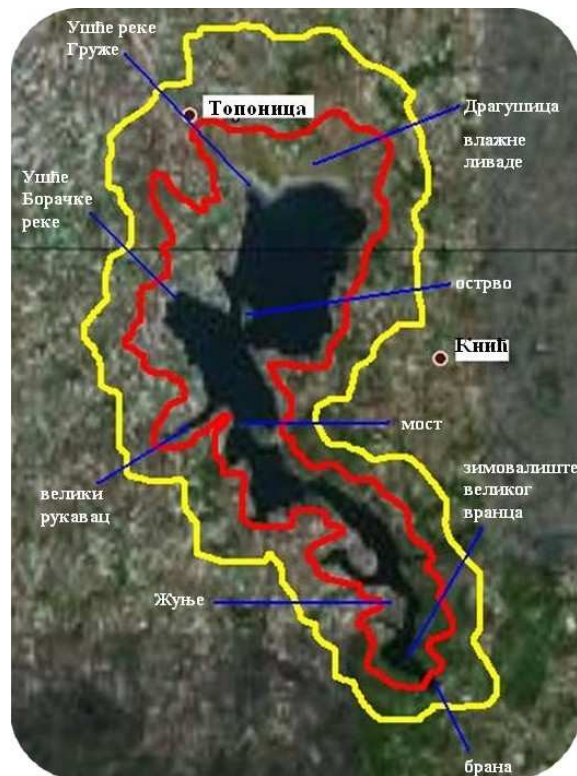 Ушће реке
Груже
Топоница
Драгушица
влажне
ливаде
Ушће
Борачке
реке
острво
Кнић
мост
зимовалиште
великог
вранца
велики
рукавац
Жуње
брана